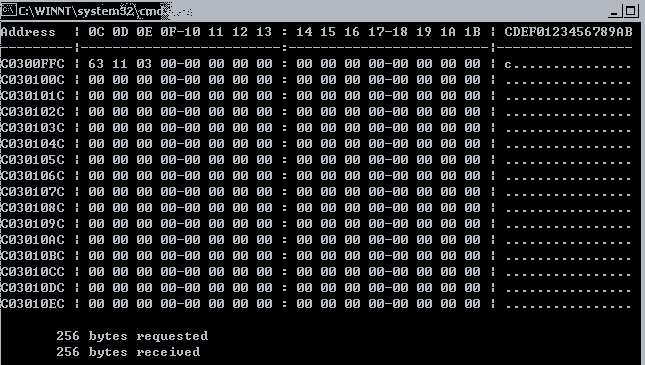 C:\WINNT\system32\cmd
Address ¦ 0C 0D 0E 0F-10 11 12 13 : 14 15 16 17-18 19 1A 1B ¦ CDEF0123456789AB
--------¦-------------------------:-------------------------¦-----------------
C0300FFC ¦ 63 11 03 00-00 00 00 00 : 00 00 00 00-00 00 00 00 ¦ c...............
C030100C ¦ 00 00 00 00-00 00 00 00 : 00 00 00 00-00 00 00 00 ¦ ................
C030101C ¦ 00 00 00 00-00 00 00 00 : 00 00 00 00-00 00 00 00 ¦ ................
C030102C ¦ 00 00 00 00-00 00 00 00 : 00 00 00 00-00 00 00 00 ¦ ................
C030103C ¦ 00 00 00 00-00 00 00 00 : 00 00 00 00-00 00 00 00 ¦ ................
C030104C ¦ 00 00 00 00-00 00 00 00 : 00 00 00 00-00 00 00 00 ¦ ................
C030105C ¦ 00 00 00 00-00 00 00 00 : 00 00 00 00-00 00 00 00 ¦ ................
C030106C ¦ 00 00 00 00-00 00 00 00 : 00 00 00 00-00 00 00 00 ¦ ................
C030107C ¦ 00 00 00 00-00 00 00 00 : 00 00 00 00-00 00 00 00 ¦ ................
C030108C ¦ 00 00 00 00-00 00 00 00 : 00 00 00 00-00 00 00 00 ¦ ................
C030109C ¦ 00 00 00 00-00 00 00 00 : 00 00 00 00-00 00 00 00 ¦ ................
C03010AC ¦ 00 00 00 00-00 00 00 00 : 00 00 00 00-00 00 00 00 ¦ ................
C03010BC ¦ 00 00 00 00-00 00 00 00 : 00 00 00 00-00 00 00 00 ¦ ................
C03010CC ¦ 00 00 00 00-00 00 00 00 : 00 00 00 00-00 00 00 00 ¦ ................
C03010DC ¦ 00 00 00 00-00 00 00 00 : 00 00 00 00-00 00 00 00 ¦ ................
C03010EC ¦ 00 00 00 00-00 00 00 00 : 00 00 00 00-00 00 00 00 ¦ ................
256 bytes requested
256 bytes received